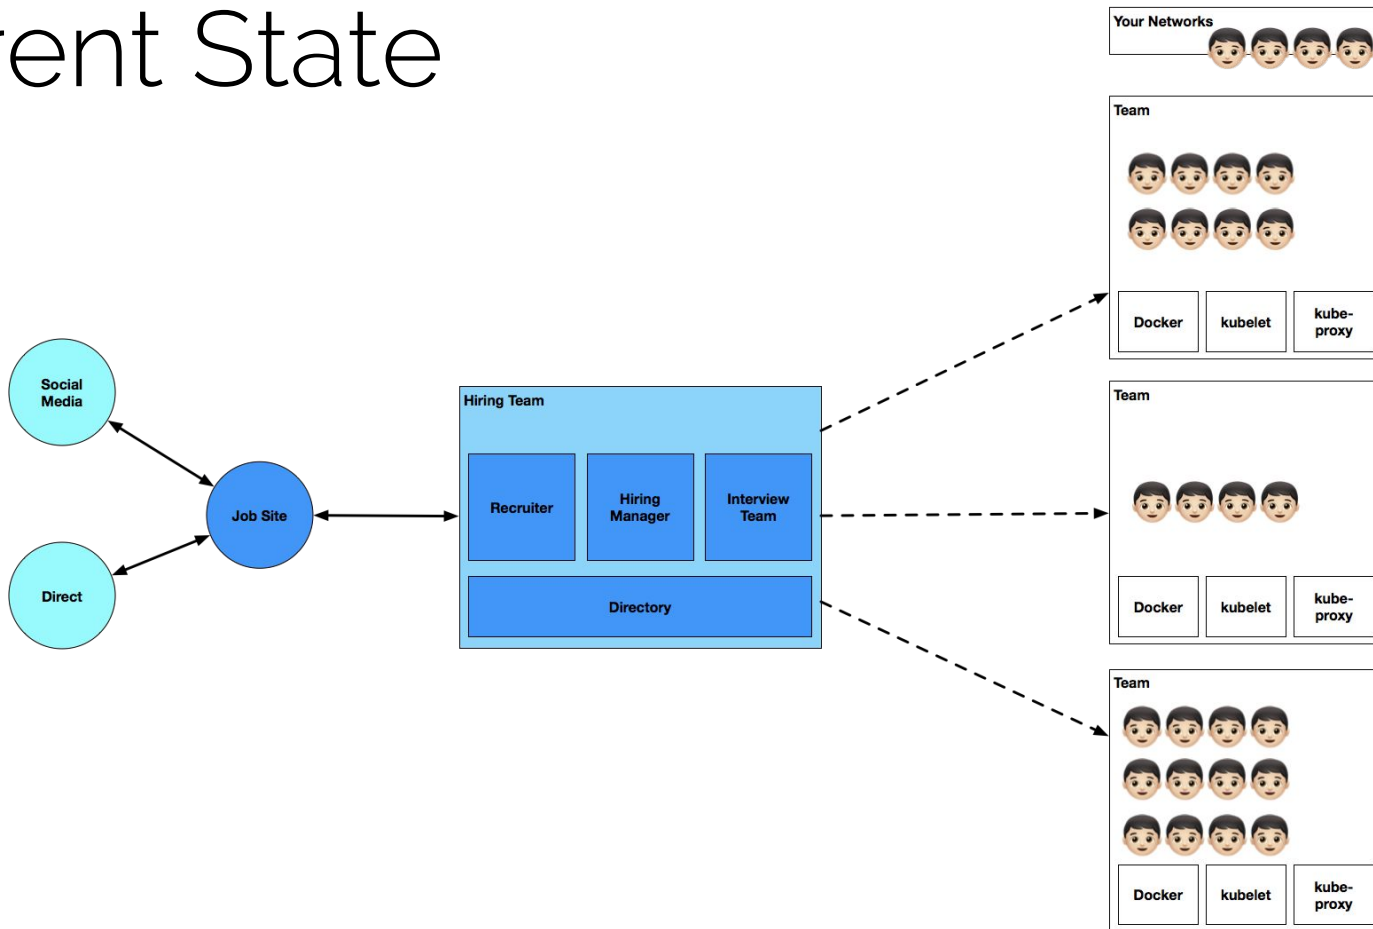 rent State
Your Networks
Team
Docker
kubelet
kube-
proxy
Social
Media
Direct
Job Site
Hiring Team
Recruiter
Hiring
Manager
Interview
Team
Directory
Team
Docker
kubelet
kube-
proxy
Team
Docker
kubelet
kube-
proxy